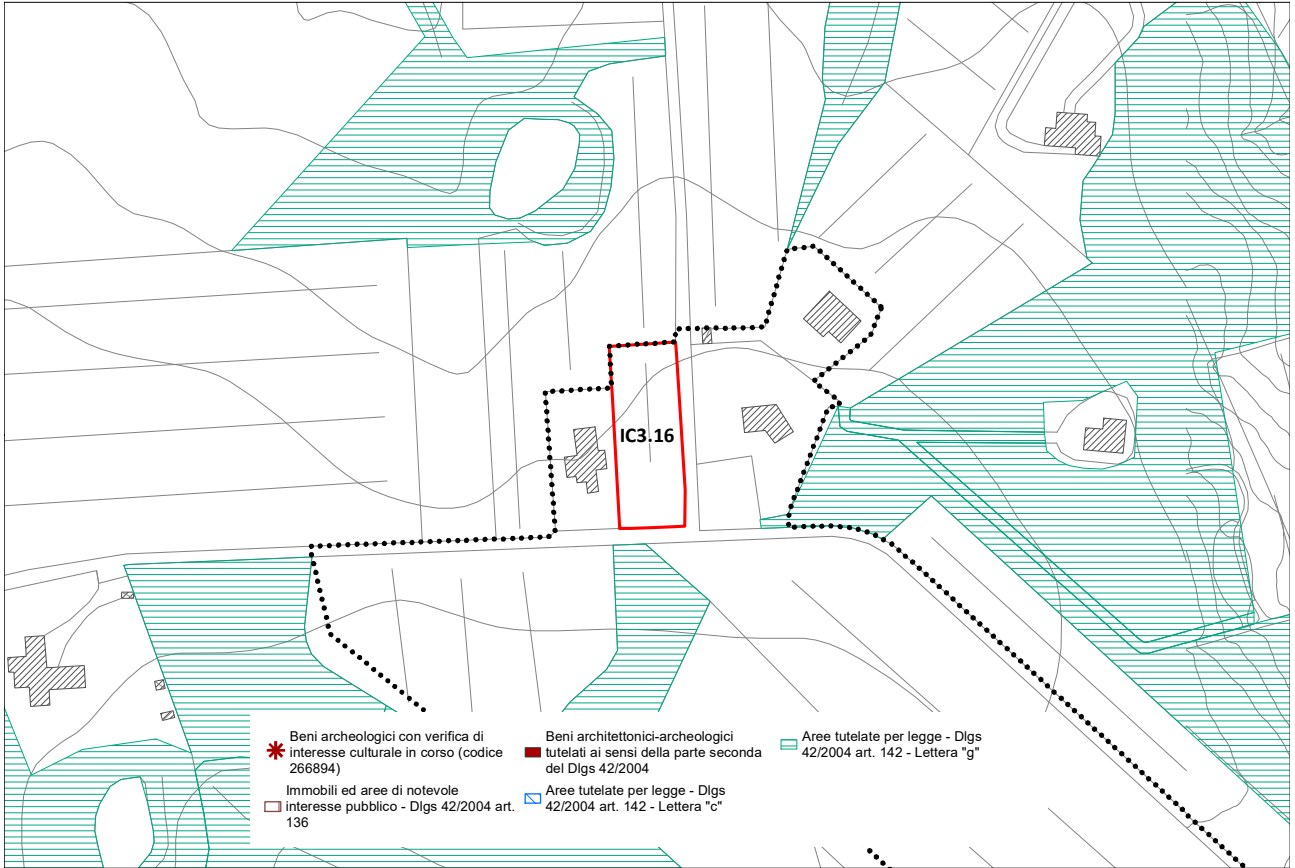 IC3.16
Beni archeologici con verifica di
interesse culturale in corso (codice
266894)
Immobili ed aree di notevole
interesse pubblico - Dlgs 42/2004 art.
136
Beni architettonici-archeologici
tutelati ai sensi della parte seconda
del Dlgs 42/2004
Aree tutelate per legge - Dlgs
42/2004 art. 142 - Lettera "c"
Aree tutelate per legge - Dlgs
42/2004 art. 142 - Lettera "g"